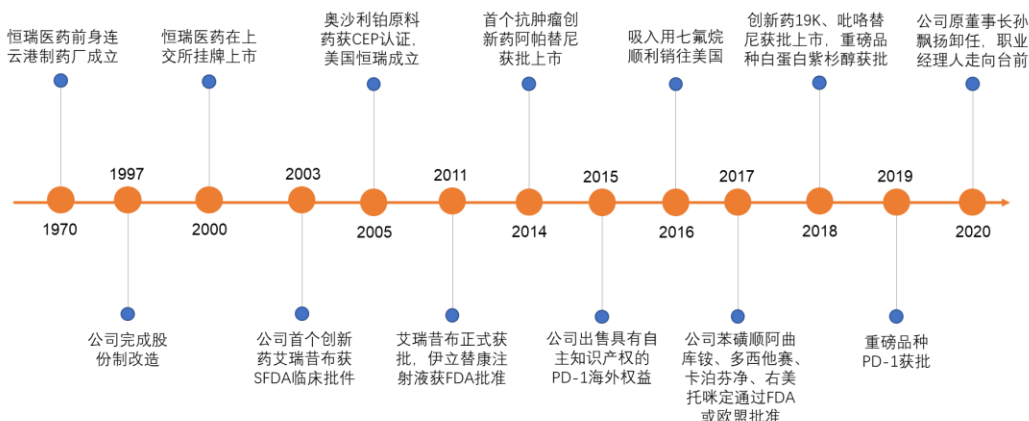 恒瑞医药前身连
云港制药厂成立
恒瑞医药在上
交所挂牌上市
奥沙利铂原料
药获CEP认证，
美国恒瑞成立
首个抗肿瘤创
新药阿帕替尼
获批上市
吸入用七氟烷
顺利销往美国
创新药19K、吡咯替
尼获批上市，重磅品
种白蛋白紫杉醇获批
公司原董事长孙
飘扬卸任，职业
经理人走向台前
1997
2003
2011
2015
2017
2019
1970
2000
2005
2014
2016
2018
2020
公司完成股
份制改造
公司首个创新
药艾瑞昔布获
SFDA临床批件
艾瑞昔布正式获
批，伊立替康注
射液获FDA批准
公司出售具有自
主知识产权的
PD-1海外权益
公司苯磺顺阿曲
库铵、多西他赛、
卡泊芬净、右美
托咪定通过FDA
或欧盟批准
重磅品种
PD-1获批